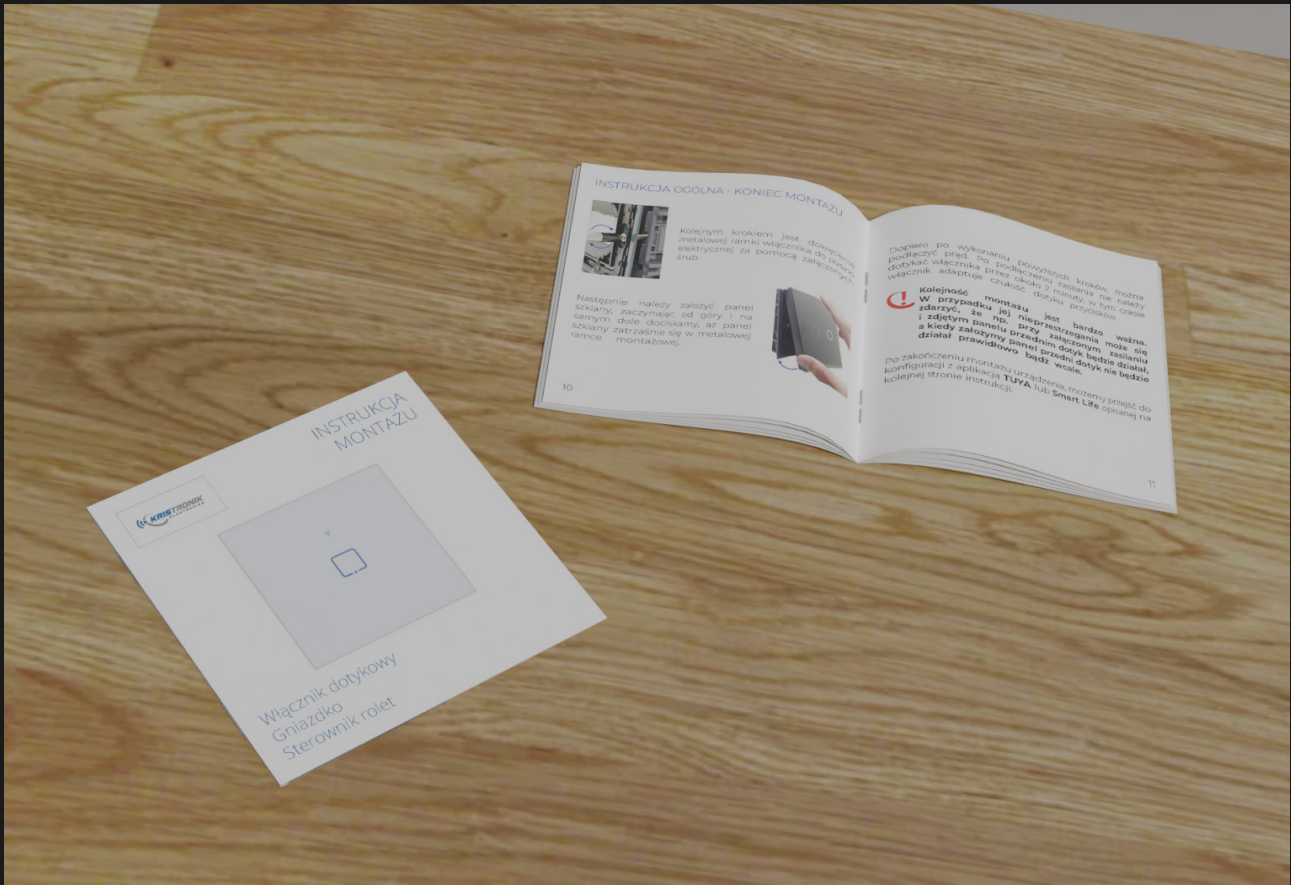 INSTRUKCJA
MONTAŻU
KRISTRONIK
ELECTRONICS
Włącznik dotykowy
Gniazdko
Sterownik rolet
INSTRUKCJA OGÓLNA - KONIEC MONTAŻU
Kolejnym krokiem jest dokręcenie
metalowej ramki włącznika do puszki
elektrycznej za pomocą załączonych
śrub.
Następnie należy założyć panel
szklany, zaczynając od góry i na
samym dole dociskamy, aż panel
szklany zatrzaśnie się w metalowej
ramce montażowej.
10
Dopiero po wykonaniu powyższych kroków, można
podłączyć prąd. Po podłączeniu zasilenia nie należy
dotykać włącznika przez około 2 minuty, w tym czasie
włącznik adaptuje czułość dotyku przycisków.
Kolejność montażu jest bardzo ważna.
W przypadku jej nieprzestrzegania może się
zdarzyć, że np. przy załączonym zasilaniu
i zdjętym panelu przednim dotyk będzie działał,
a kiedy założymy panel przedni dotyk nie będzie
działał prawidłowo bądź wcale.
Po zakończeniu montażu urządzenia, możemy przejść do
konfiguracji z aplikacją TUYA lub Smart Life opisanej na
kolejnej stronie instrukcji.
11